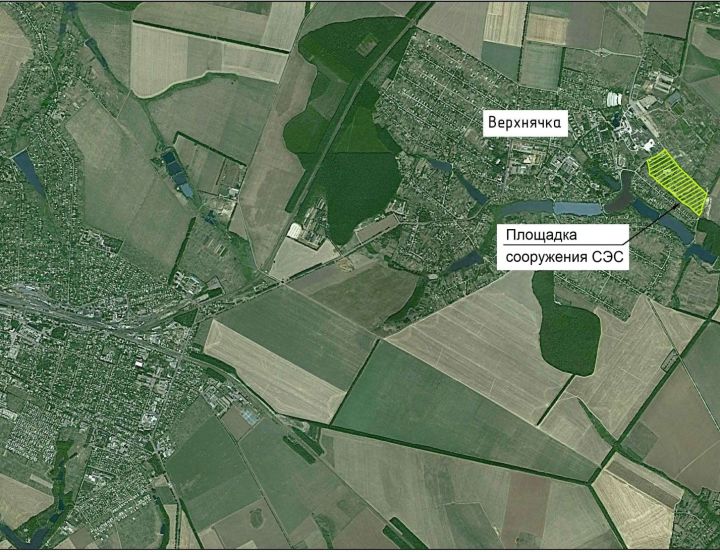 Верхнячка
Площадка
сооружения СЭС